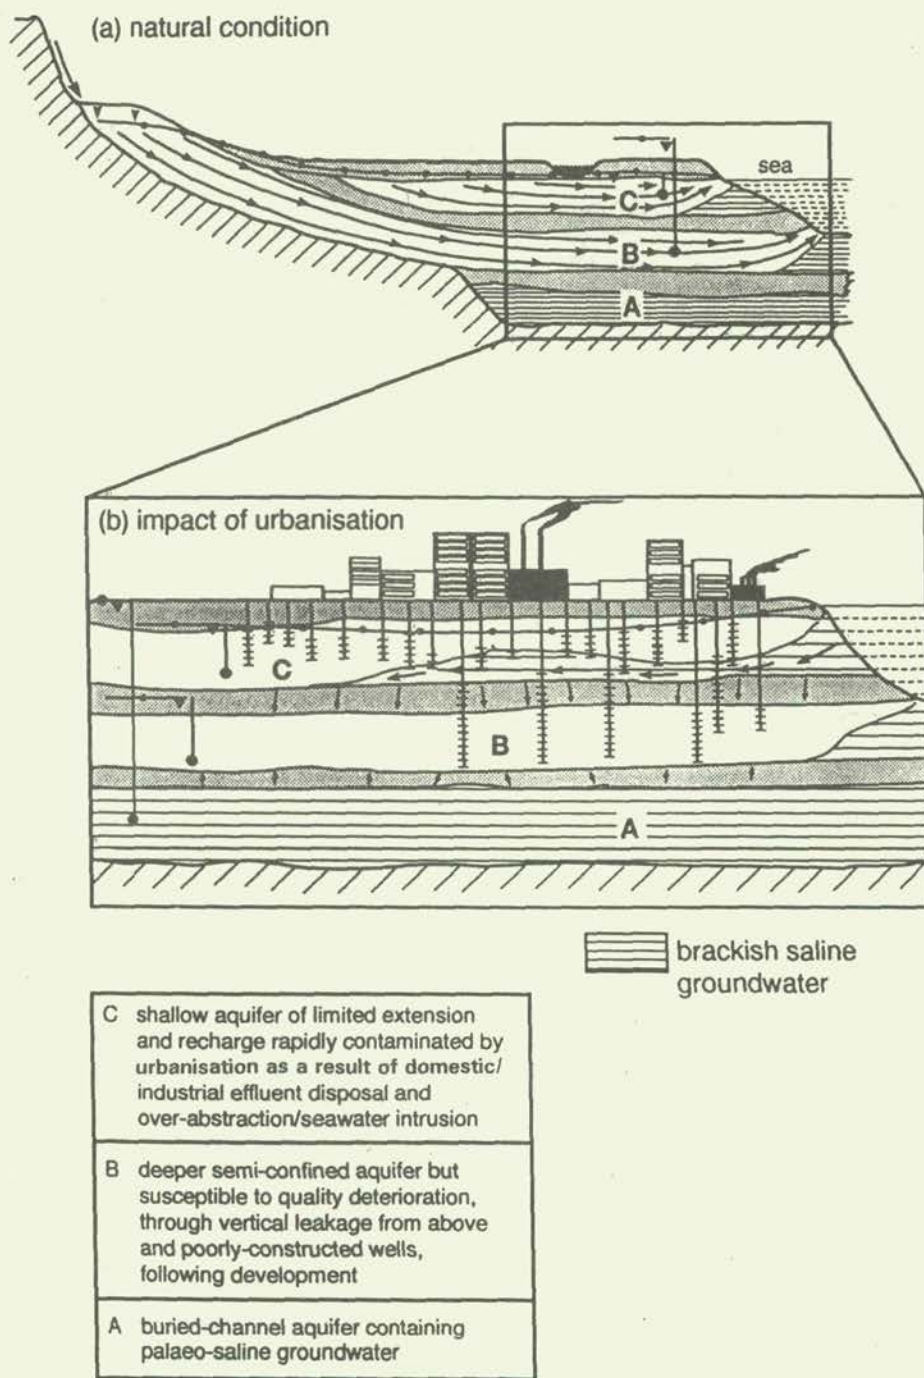 (a) natural condition
sea
C
B
A
(b) impact of urbanisation
C
B
A
brackish saline
groundwater
C shallow aquifer of limited extension
and recharge rapidly contaminated by
urbanisation as a result of domestic/
industrial effluent disposal and
over-abstraction/seawater intrusion
B deeper semi-confined aquifer but
susceptible to quality deterioration,
through vertical leakage from above
and poorly-constructed wells,
following development
A buried-channel aquifer containing
palaeo-saline groundwater